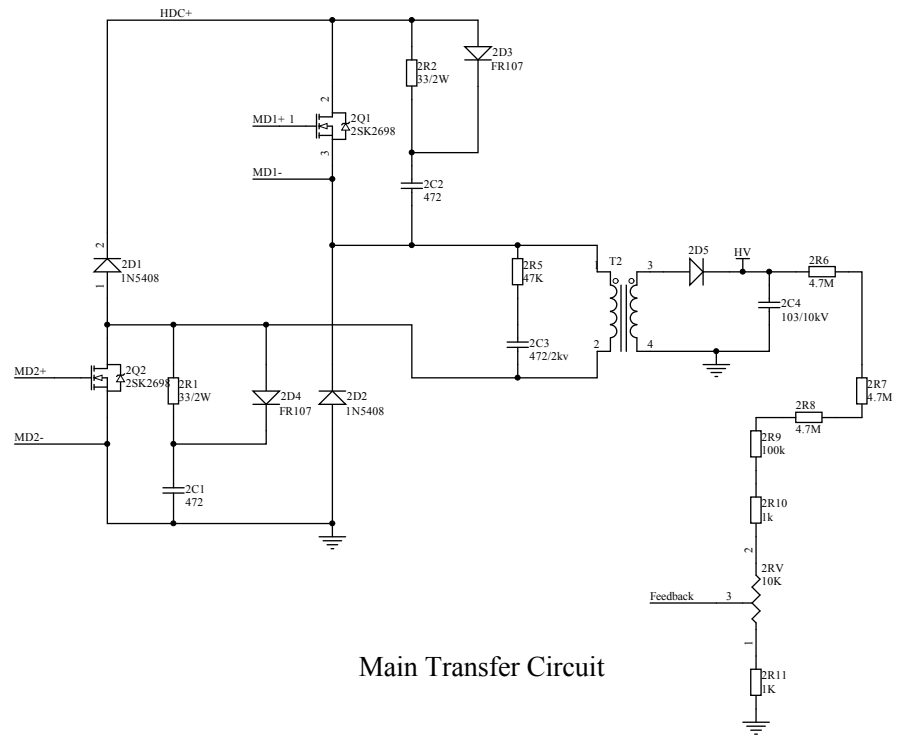 HDC+
2R2
33/2W
2D3
FR107
2
MD1+ 1
2Q1
2SK2698
3
MD1-
2C2
472
2
2D1
1N5408
1
2R5
47K
1
T2
3
2D5
HV
2R6
4.7M
2C4
103/10kV
2C3
472/2kv
2
4
MD2+
2Q2
2SK2698
2R1
33/2W
2D4
FR107
2D2
1N5408
2R7
4.7M
2R8
4.7M
MD2-
2R9
100k
2C1
472
2R10
1k
2
2RV
10K
Feedback
3
1
Main Transfer Circuit
2R11
1K